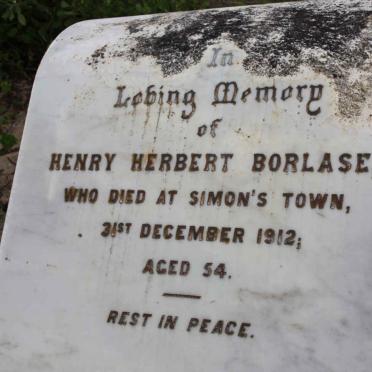 In
Loving Memory
of
HENRY HERBERT BORLASE
WHO DIED AT SIMON'S TOWN,
31ST DECEMBER 1912;
AGED 54.
REST IN PEACE.